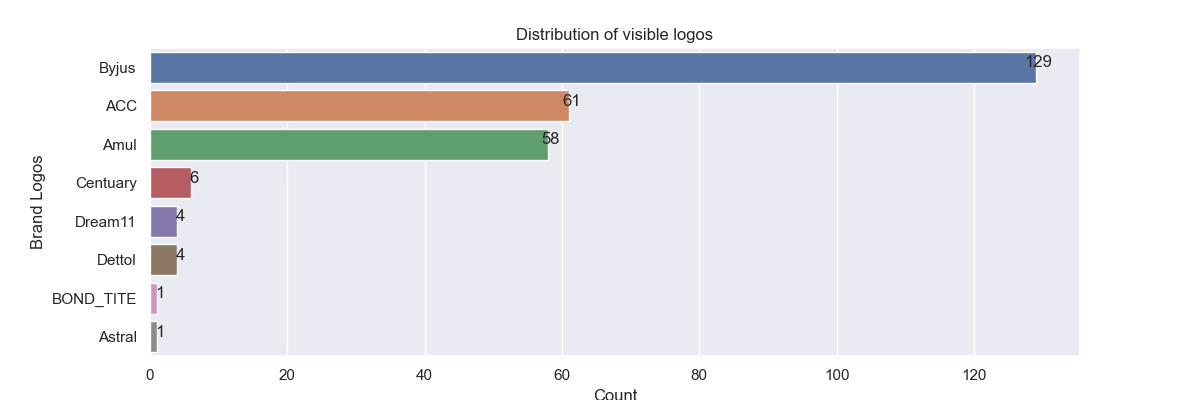 Distribution of visible logos
Byjus 129
ACC 61
Amul 58
Centuary 6
Dream11 4
Dettol 4
BOND_TITE 1
Astral 1
Brand Logos
0 20 40 60 80 100 120
Count